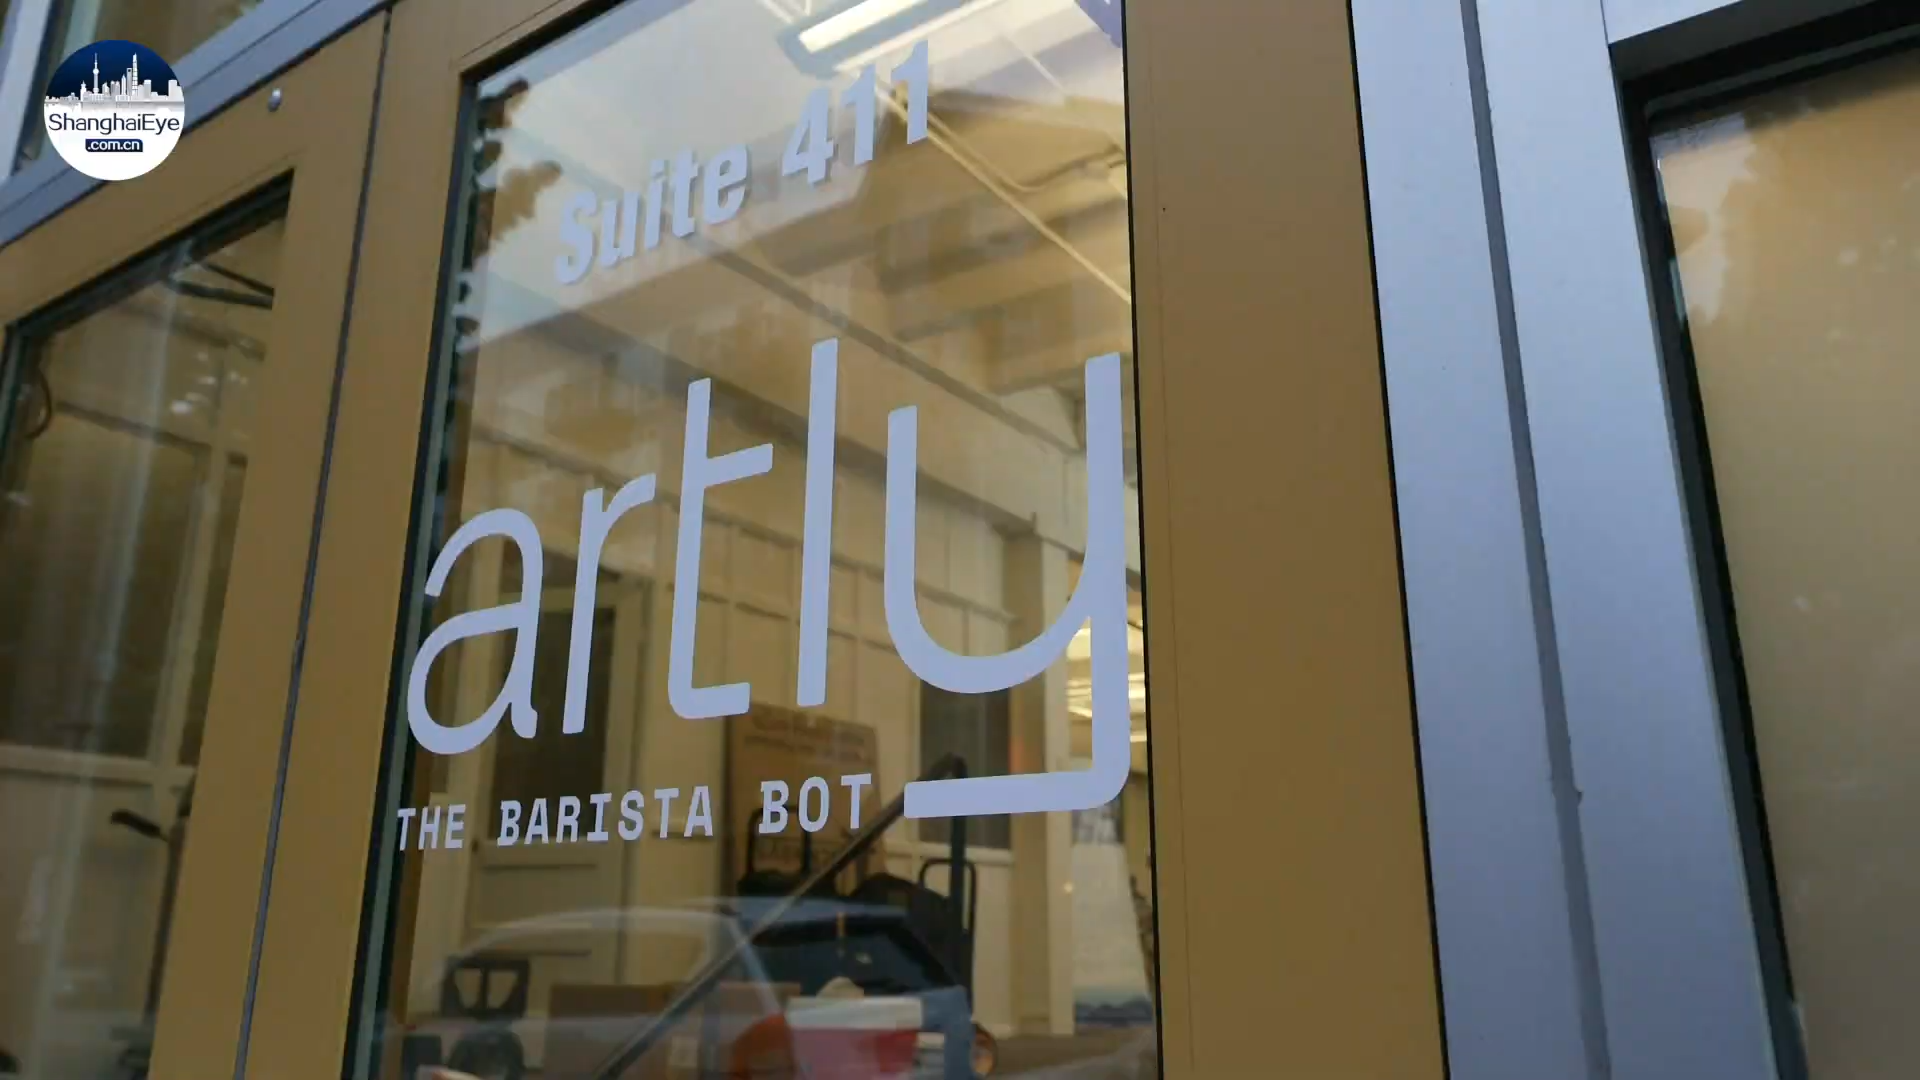 ShanghaiEye
.com.cn
Suite 411
artly
THE BARISTA BOT